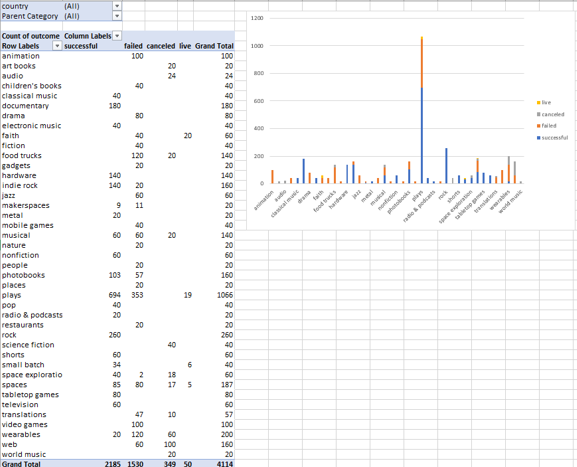 country (All)
Parent Category (All)
Count of outcome Column Labels
Row Labels successful failed canceled live Grand Total
animation 100 100
art books 20 20
audio 24 24
children's books 40 40
classical music 40 40
documentary 180 180
drama 80 80
electronic music 40 40
faith 40 20 60
fiction 40 40
food trucks 120 20 140
gadgets 20 20
hardware 140 140
indie rock 140 20 160
jazz 60 60
makerspaces 9 11 20
metal 20 20
mobile games 40 40
musical 60 60 20 140
nature 20 20
nonfiction 60 60
people 20 20
photobooks 103 57 160
places 20 20
plays 694 353 19 1066
pop 40 40
radio & podcasts 20 20
restaurants 20 20
rock 260 260
science fiction 40 40
shorts 60 60
small batch 34 6 40
space exploratio 40 2 18 60
spaces 85 80 17 5 187
tabletop games 80 80
television 60 60
translations 47 10 57
video games 100 100
wearables 20 120 60 200
web 60 100 160
world music 20 20
Grand Total 2185 1530 349 50 4114
1200
1000
800
600
400
200
0
animation
audio
classical music
drama
faith
food trucks
hardware
jazz
metal
musical
nonfiction
photobooks
plays
radio & podcasts
rock
shorts
space exploration
tabletop games
translations
wearables
world music
live
canceled
failed
successful